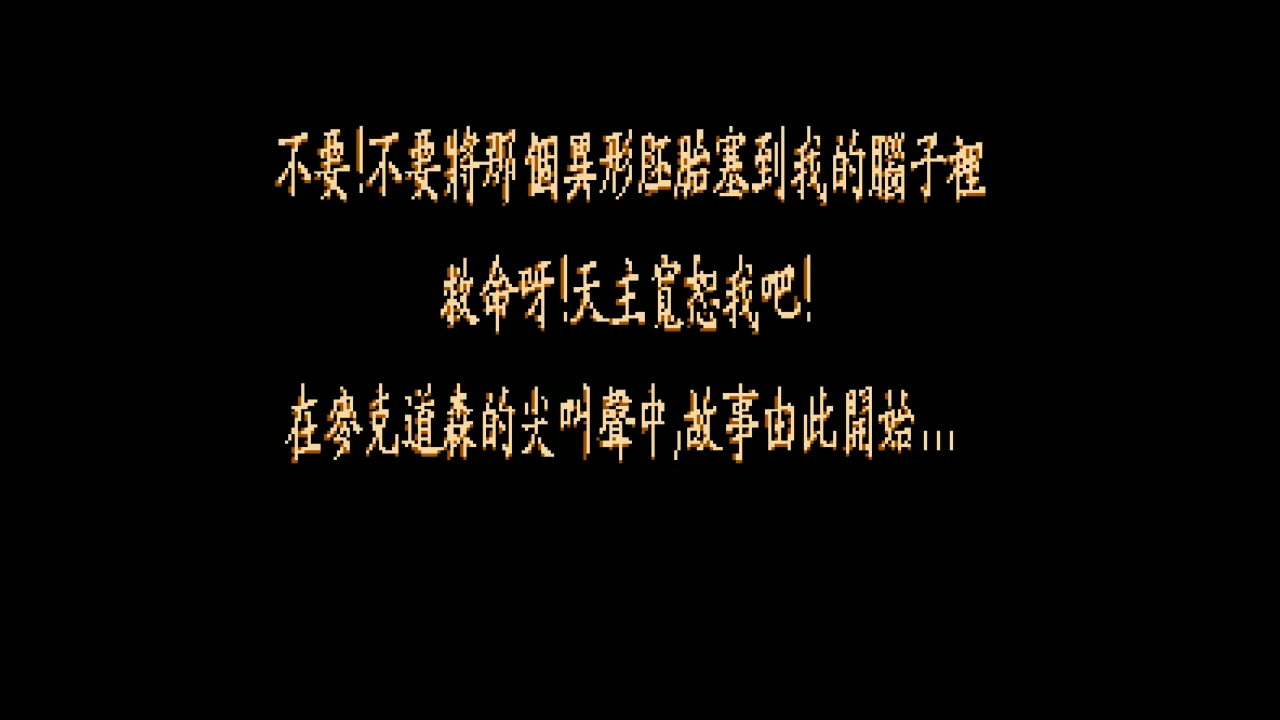 不要!不要將那個異形胚胎塞到我的腦子裡
救命呀!天主寬恕我吧!
在麥克道森的尖叫聲中,故事由此開始...